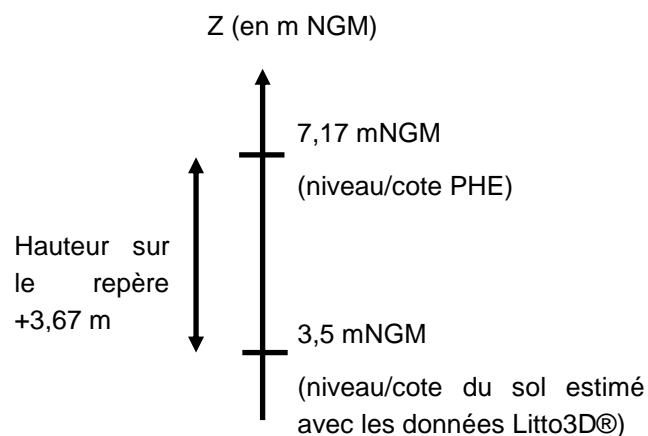 Z (en m NGM)
7,17 mNGM
(niveau/cote PHE)
Hauteur sur
le repère
+3,67 m
3,5 mNGM
(niveau/cote du sol estimé
avec les données Litto3D®)